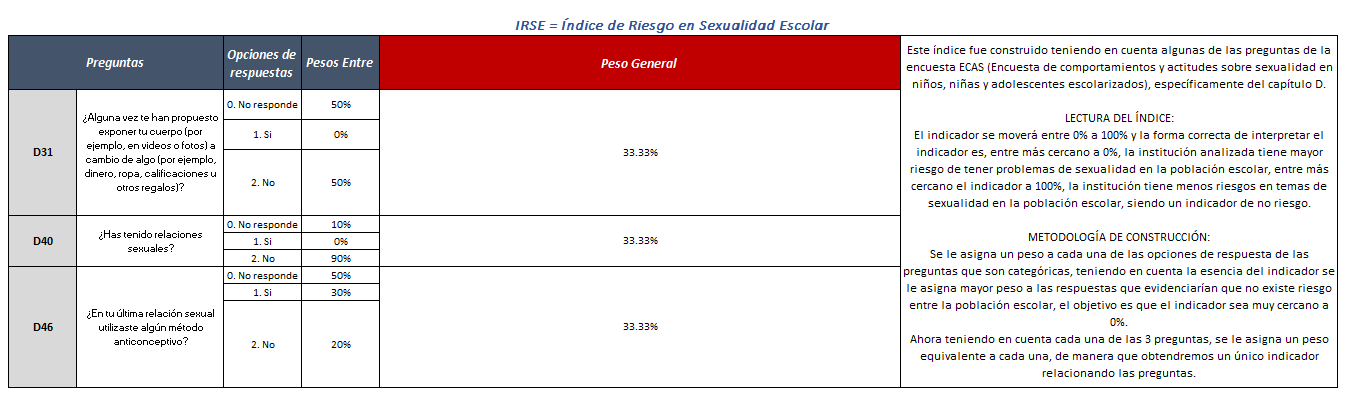 IRSE = Índice de Riesgo en Sexualidad Escolar
Preguntas
Opciones de
respuestas
Pesos Entre
Peso General
D31
¿Alguna vez te han propuesto
exponer tu cuerpo (por
ejemplo, en videos o fotos) a
cambio de algo (por ejemplo,
dinero, ropa, calificaciones u
otros regalos)?
0. No responde
50%
1. Si
0%
2. No
50%
33.33%
D40
¿Has tenido relaciones
sexuales?
0. No responde
10%
1. Si
0%
2. No
90%
33.33%
D46
¿En tu última relación sexual
utilizaste algún método
anticonceptivo?
0. No responde
50%
1. Si
30%
2. No
20%
33.33%
Este índice fue construido teniendo en cuenta algunas de las preguntas de la
encuesta ECAS (Encuesta de comportamientos y actitudes sobre sexualidad en
niños, niñas y adolescentes escolarizados), específicamente del capítulo D.
LECTURA DEL ÍNDICE:
El indicador se moverá entre 0% a 100% y la forma correcta de interpretar el
indicador es, entre más cercano a 0%, la institución analizada tiene mayor
riesgo de tener problemas de sexualidad en la población escolar, entre más
cercano el indicador a 100%, la institución tiene menos riesgos en temas de
sexualidad en la población escolar, siendo un indicador de no riesgo.
METODOLOGÍA DE CONSTRUCCIÓN:
Se le asigna un peso a cada una de las opciones de respuesta de las
preguntas que son categóricas, teniendo en cuenta la esencia del indicador se
le asigna mayor peso a las respuestas que evidenciarían que no existe riesgo
entre la población escolar, el objetivo es que el indicador sea muy cercano a
0%.
Ahora teniendo en cuenta cada una de las 3 preguntas, se le asigna un peso
equivalente a cada una, de manera que obtendremos un único indicador
relacionando las preguntas.